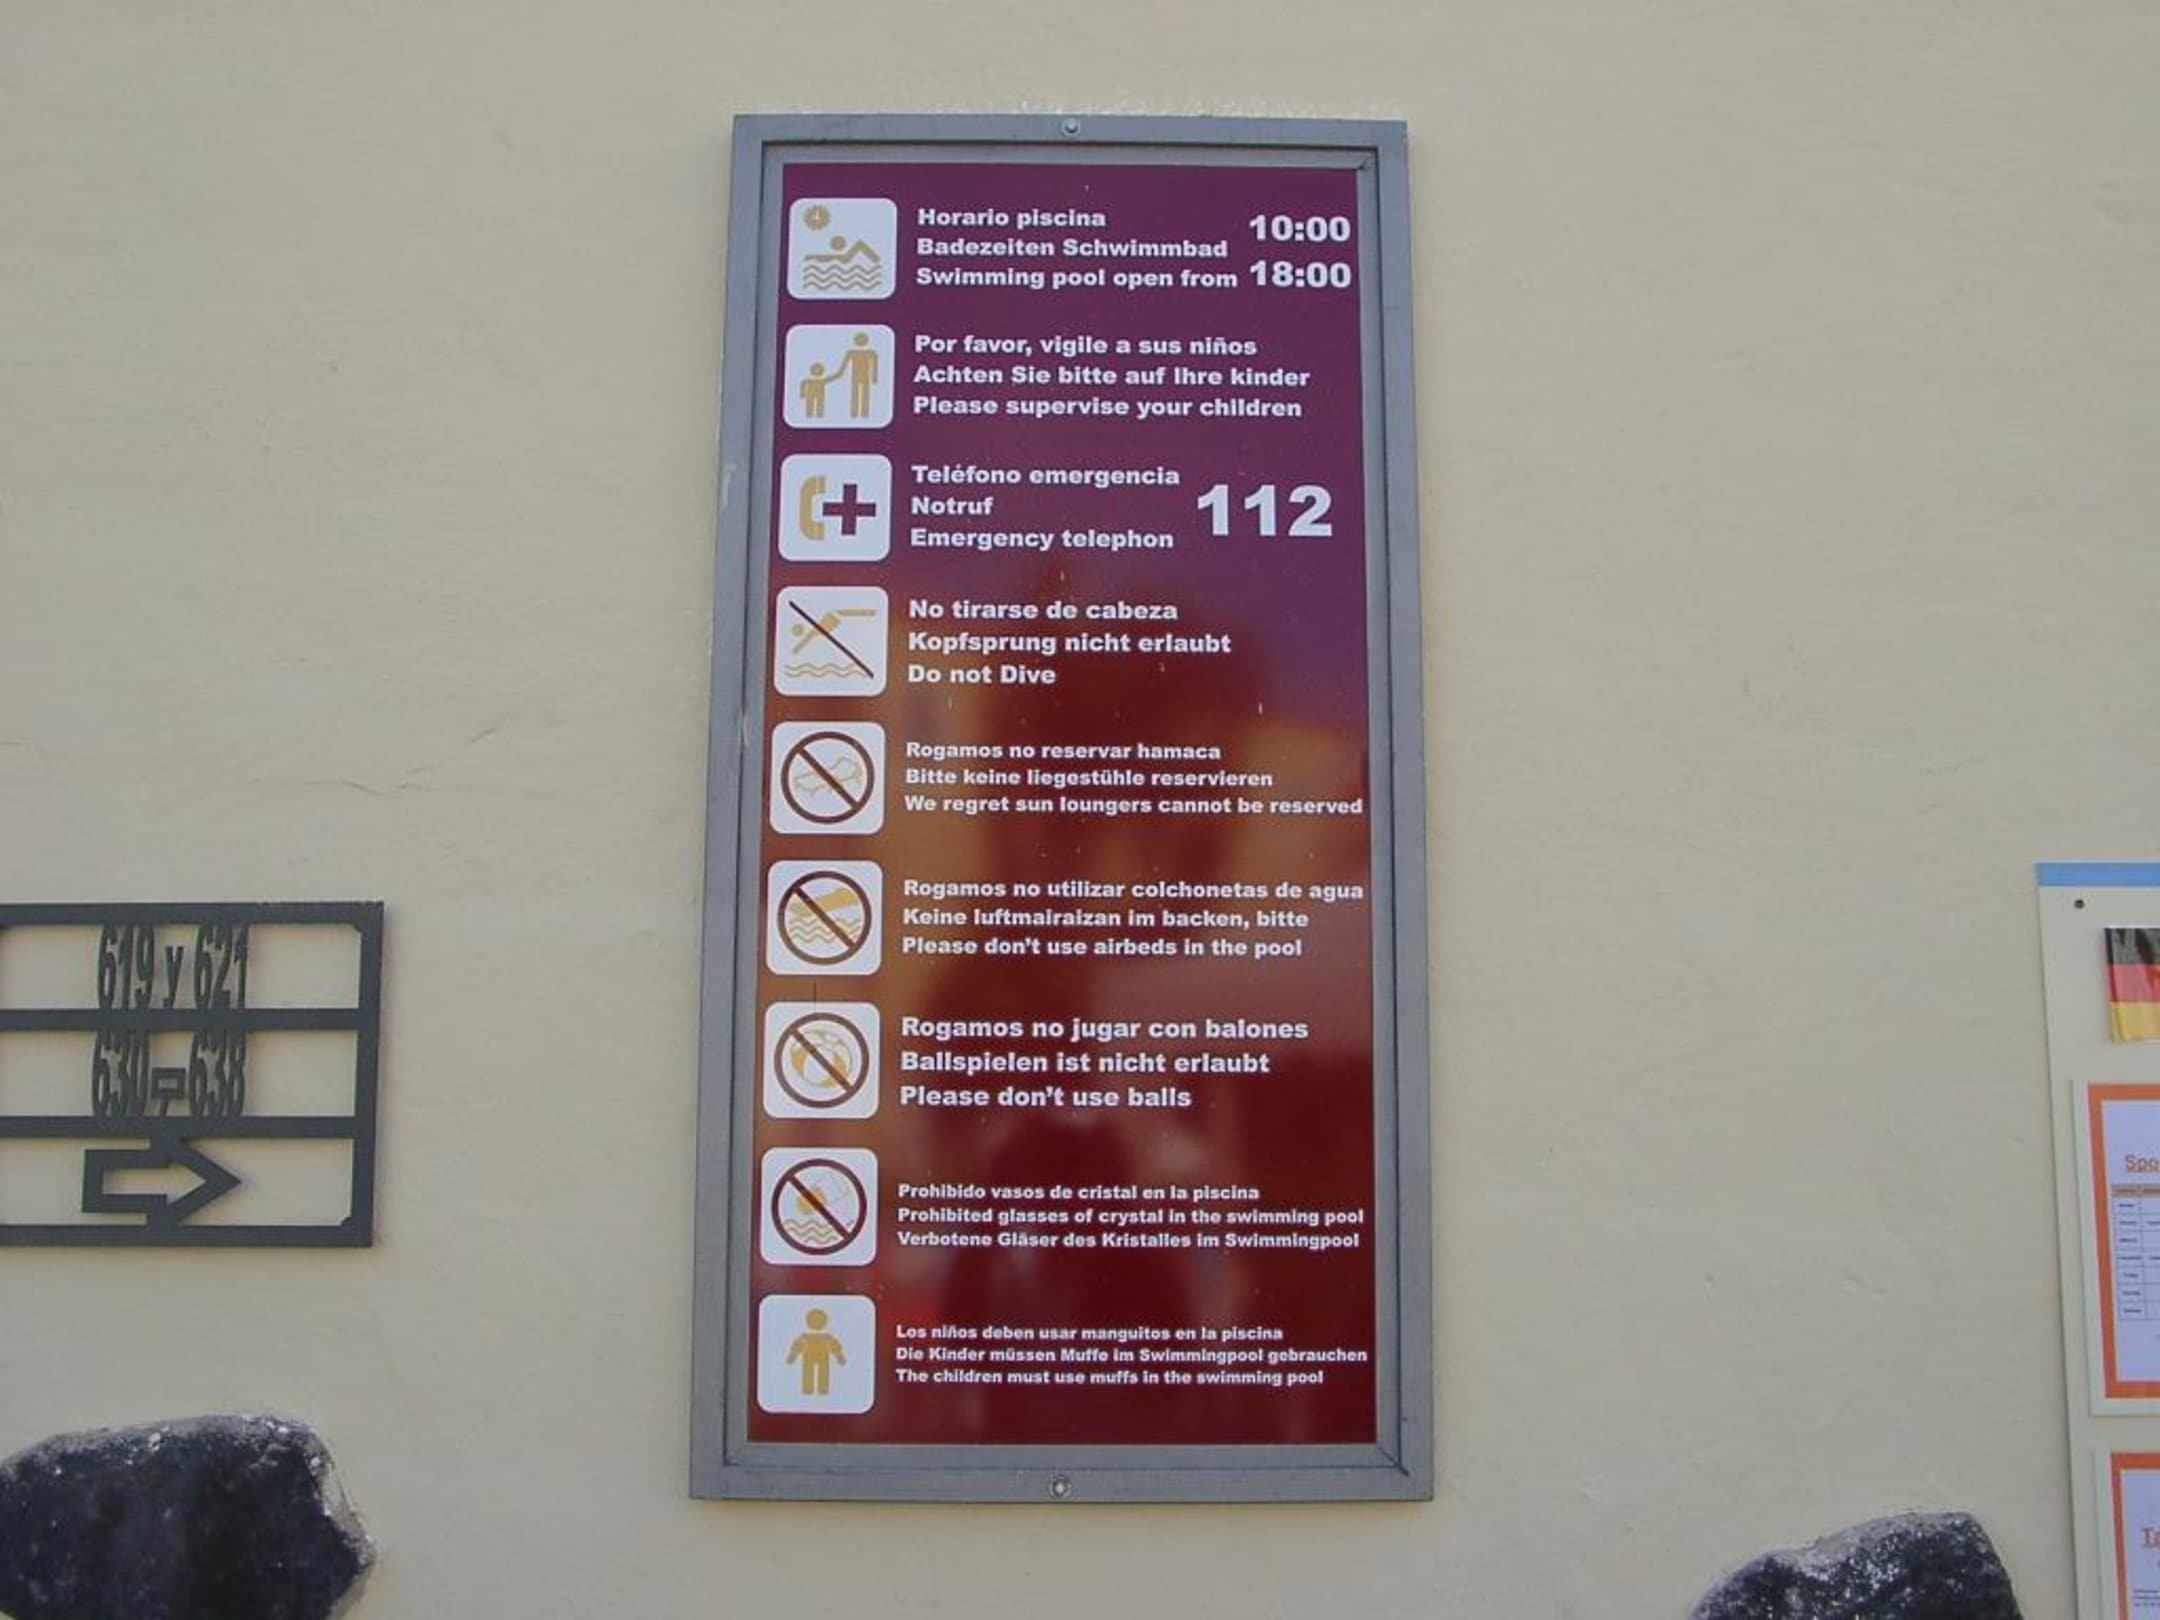 Horario piscina
Badezeiten Schwimmbad
Swimming pool open from
10:00
18:00
Por favor, vigile a sus niños
Achten Sie bitte auf Ihre kinder
Please supervise your children
Teléfono emergencia
Notruf
Emergency telephon
112
No tirarse de cabeza
Kopfsprung nicht erlaubt
Do not Dive
Rogamos no reservar hamaca
Bitte keine liegestühle reservieren
We regret sun loungers cannot be reserved
Rogamos no utilizar colchonetas de agua
Keine luftmairaizan im backen, bitte
Please don't use airbeds in the pool
Rogamos no jugar con balones
Ballspielen ist nicht erlaubt
Please don't use balls
Prohibido vasos de cristal en la piscina
Prohibited glasses of crystal in the swimming pool
Verbotene Gläser des Kristalles im Swimmingpool
Los niños deben usar manguitos en la piscina
Die Kinder müssen Muffe im Swimmingpool gebrauchen
The children must use muffs in the swimming pool
619 y 621
630-638